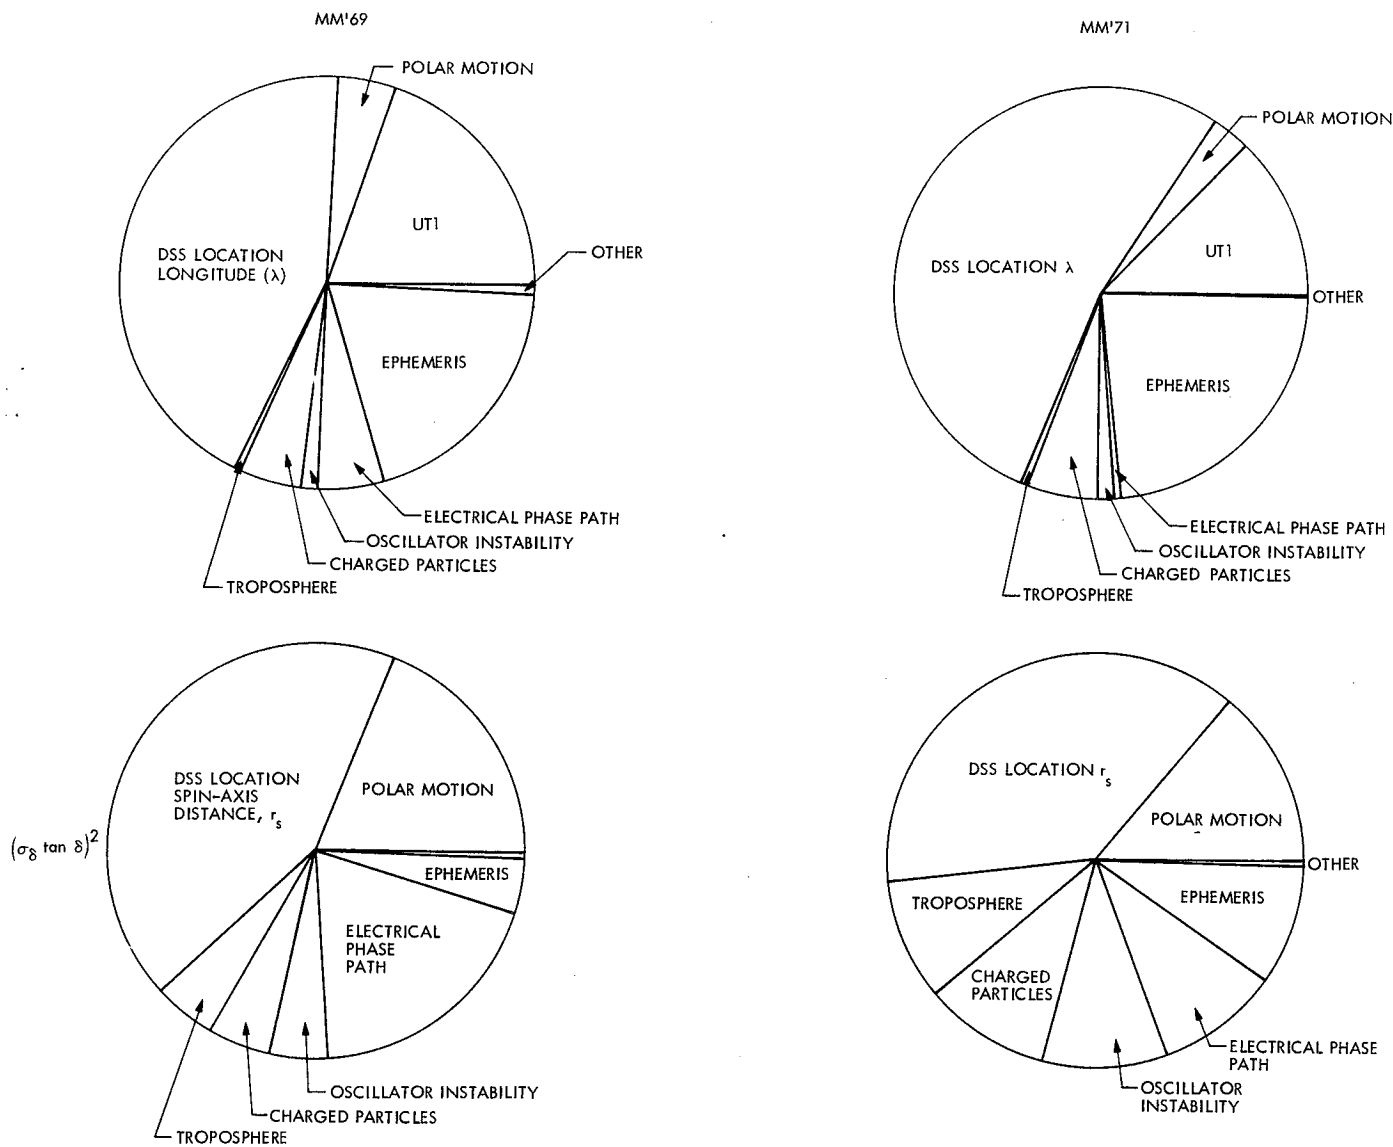 MM'69
POLAR MOTION
UT1
OTHER
DSS LOCATION
LONGITUDE (λ)
EPHEMERIS
ELECTRICAL PHASE PATH
OSCILLATOR INSTABILITY
CHARGED PARTICLES
TROPOSPHERE
MM'71
POLAR MOTION
UT1
DSS LOCATION λ
OTHER
EPHEMERIS
ELECTRICAL PHASE PATH
OSCILLATOR INSTABILITY
CHARGED PARTICLES
TROPOSPHERE
(σδ tan δ)²
DSS LOCATION
SPIN-AXIS
DISTANCE, rs
POLAR MOTION
EPHEMERIS
ELECTRICAL
PHASE
PATH
OSCILLATOR INSTABILITY
CHARGED PARTICLES
TROPOSPHERE
DSS LOCATION rs
POLAR MOTION
OTHER
EPHEMERIS
TROPOSPHERE
CHARGED
PARTICLES
ELECTRICAL PHASE
PATH
OSCILLATOR
INSTABILITY